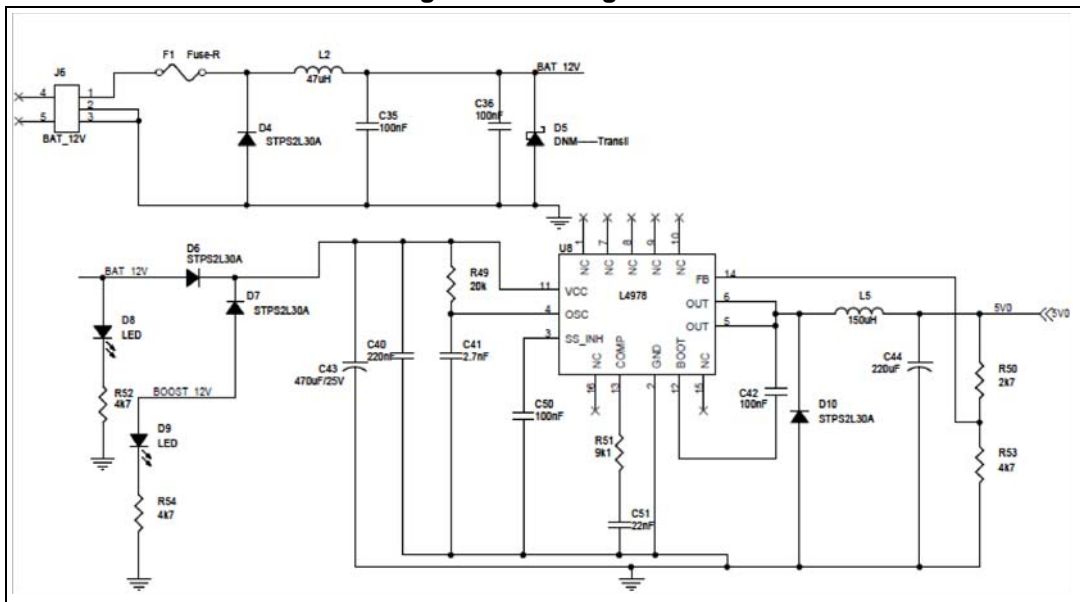 F1 Fuse-R
L2
47uH
J6
4
5
1
2
3
BAT_12V
D4
STPS2L30A
C35
100nF
C36
100nF
BAT_12V
D5
DNM-----Transil
D6
STPS2L30A
BAT_12V
D7
STPS2L30A
D8
LED
R52
4k7
BOOST_12V
D9
LED
R54
4k7
C43
470uF/25V
C40
220nF
R49
20k
C41
2.7nF
C50
100nF
U8
L4978
1
7
8
9
10
NC
NC
NC
NC
NC
11
VCC
4
OSC
3
SS_INH
FB
14
OUT
6
OUT
5
NC
COMP
GND
BOOT
NC
16
13
2
12
15
R51
9k1
C51
22nF
C42
100nF
L5
150uH
D10
STPS2L30A
C44
220uF
5V0
5V0
R50
2k7
R53
4k7